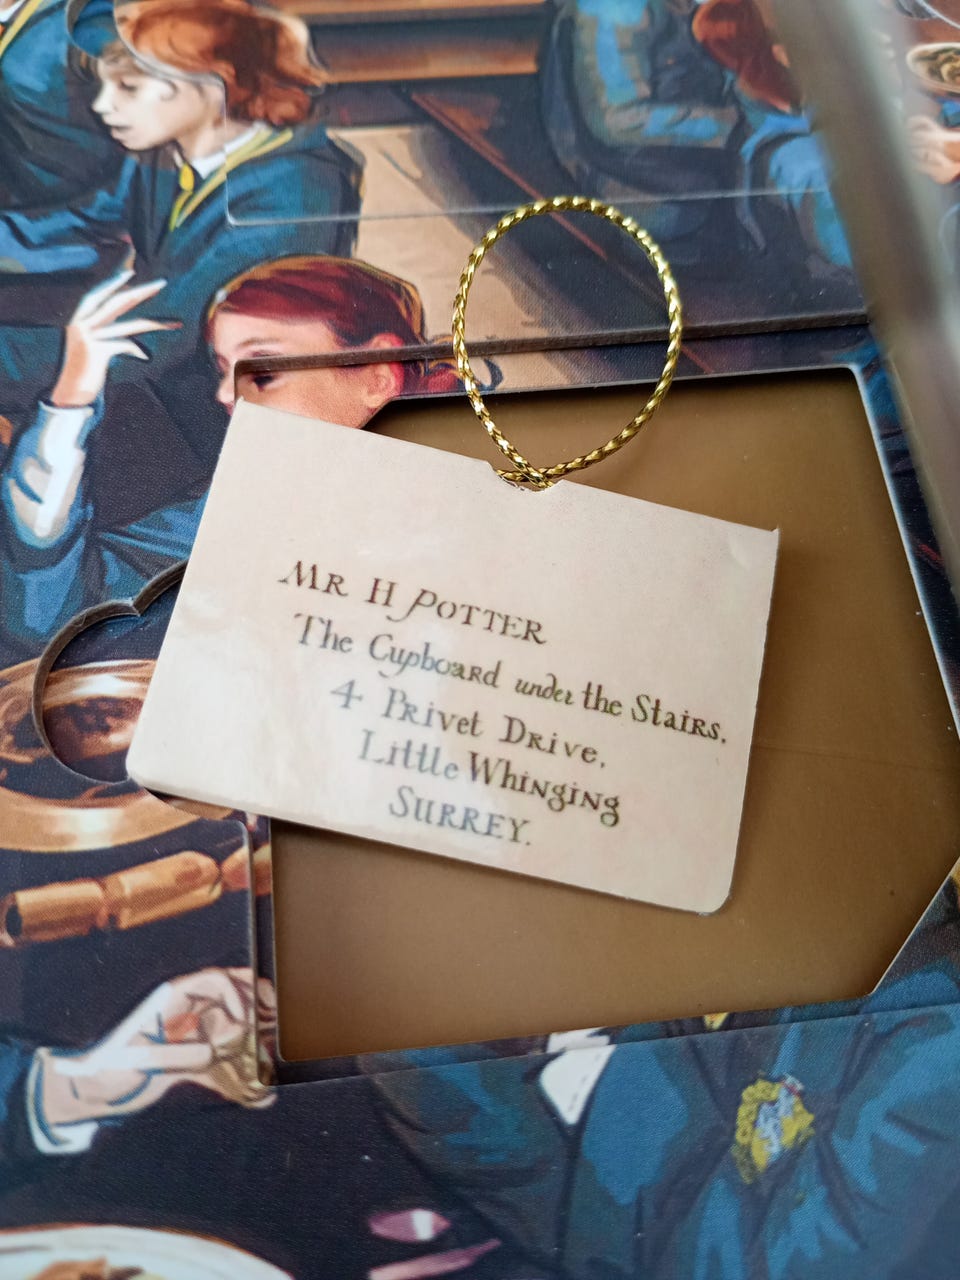 Mr H Potter
The Cupboard under the Stairs,
4 Privet Drive,
Little Whinging
SURREY.